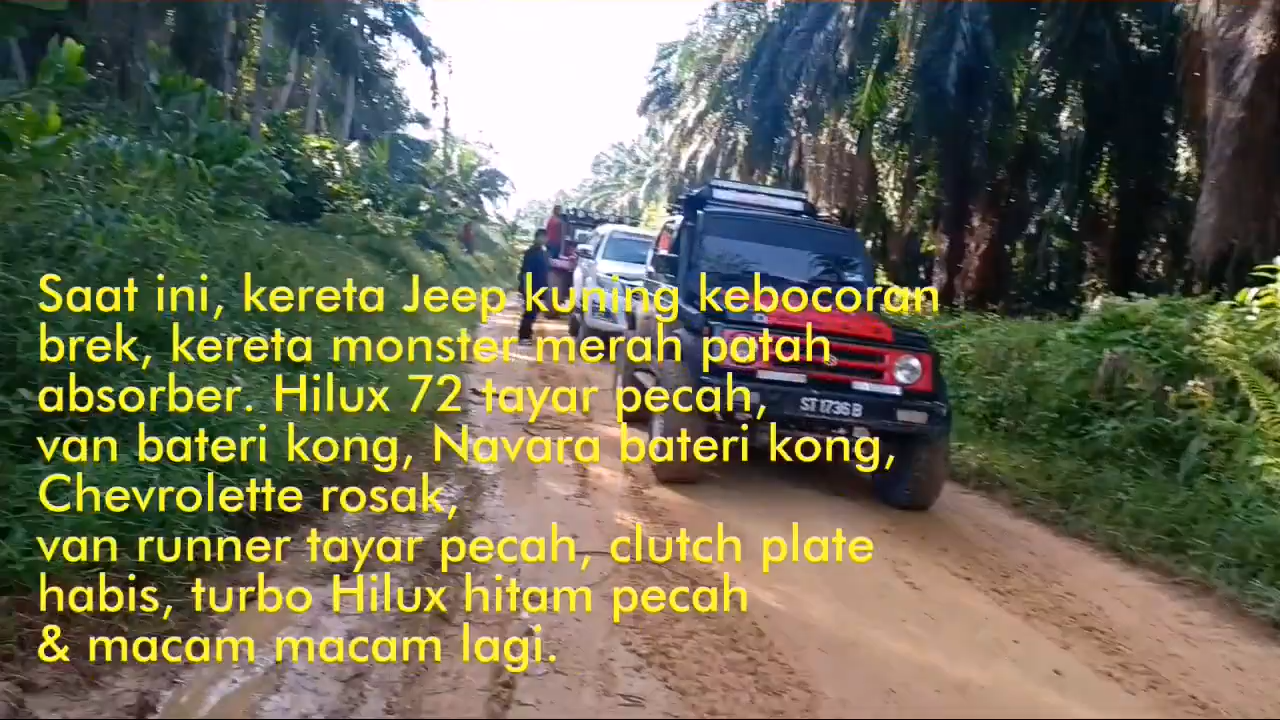 Saat ini, kereta Jeep kuning kebocoran
brek, kereta monster merah patah
absorber. Hilux 72 tayar pecah,
van bateri kong, Navara bateri kong,
Chevrolette rosak,
van runner tayar pecah, clutch plate
habis, turbo Hilux hitam pecah
& macam macam lagi.
ST 1736 B